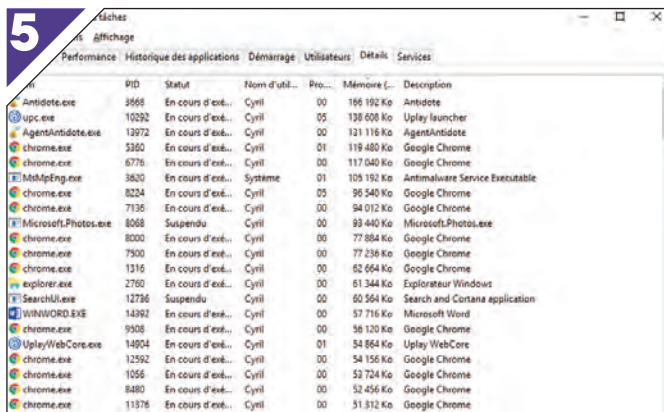 5
tâches
Affichage
Performance Historique des applications Démarrage Utilisateurs Détails Services
PID Statut Nom d'util... Pro... Mémoire (... Description
Antidote.exe 3668 En cours d'exé... Cyril 00 166 192 Ko Antidote
upc.exe 10292 En cours d'exé... Cyril 05 138 608 Ko Uplay launcher
AgentAntidote.exe 13972 En cours d'exé... Cyril 00 121 116 Ko AgentAntidote
chrome.exe 5360 En cours d'exé... Cyril 01 119 480 Ko Google Chrome
chrome.exe 6776 En cours d'exé... Cyril 00 117 040 Ko Google Chrome
MsMpEng.exe 3620 En cours d'exé... Système 01 105 192 Ko Antimalware Service Executable
chrome.exe 8224 En cours d'exé... Cyril 05 96 540 Ko Google Chrome
chrome.exe 7136 En cours d'exé... Cyril 00 94 012 Ko Google Chrome
Microsoft.Photos.exe 8068 Suspendu Cyril 00 93 440 Ko Microsoft.Photos.exe
chrome.exe 8000 En cours d'exé... Cyril 00 77 884 Ko Google Chrome
chrome.exe 7500 En cours d'exé... Cyril 00 77 236 Ko Google Chrome
chrome.exe 1316 En cours d'exé... Cyril 00 62 664 Ko Google Chrome
explorer.exe 2760 En cours d'exé... Cyril 00 61 344 Ko Explorateur Windows
SearchUI.exe 12736 Suspendu Cyril 00 60 564 Ko Search and Cortana application
WINWORD.EXE 14392 En cours d'exé... Cyril 00 57 716 Ko Microsoft Word
chrome.exe 9508 En cours d'exé... Cyril 00 56 120 Ko Google Chrome
UplayWebCore.exe 14904 En cours d'exé... Cyril 01 54 864 Ko Uplay WebCore
chrome.exe 12592 En cours d'exé... Cyril 00 54 156 Ko Google Chrome
chrome.exe 1056 En cours d'exé... Cyril 00 53 724 Ko Google Chrome
chrome.exe 8480 En cours d'exé... Cyril 00 52 456 Ko Google Chrome
chrome.exe 11376 En cours d'exé... Cyril 00 51 312 Ko Google Chrome